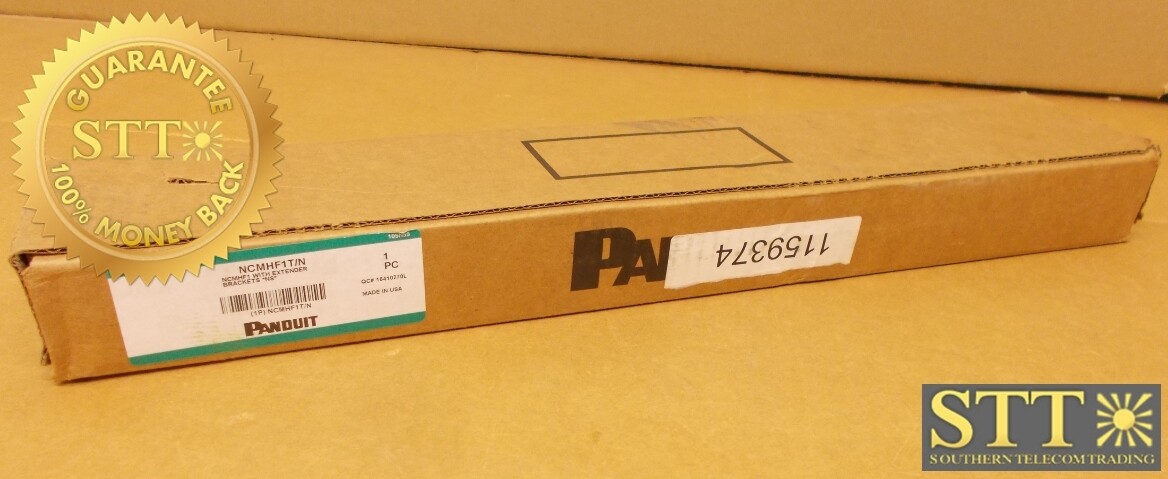 GUARANTEE
STT
100% MONEY BACK
NCMHF1T/N
NCMHF1 WITH EXTENDER
BRACKETS "NS"
(1P) NCMHF1T/N
PANDUIT
1
PC
MADE IN USA
PAN
1159374
STT
SOUTHERN TELECOM TRADING